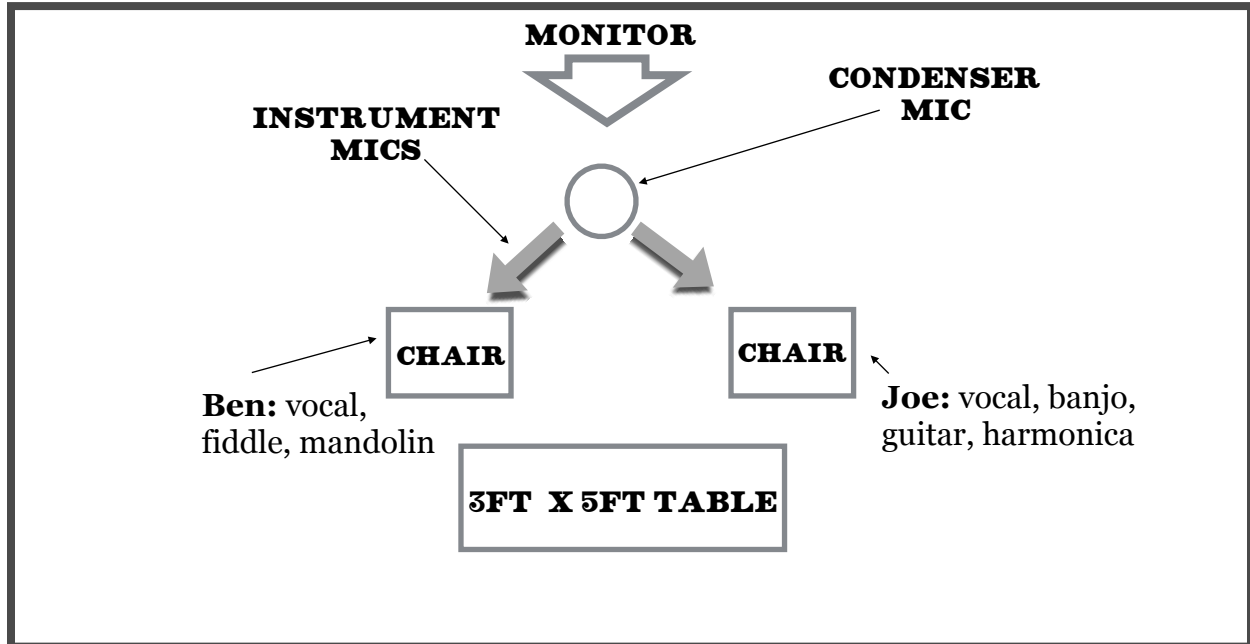 MONITOR
CONDENSER
MIC
INSTRUMENT
MICS
CHAIR
CHAIR
Ben: vocal,
fiddle, mandolin
Joe: vocal, banjo,
guitar, harmonica
3FT X 5FT TABLE